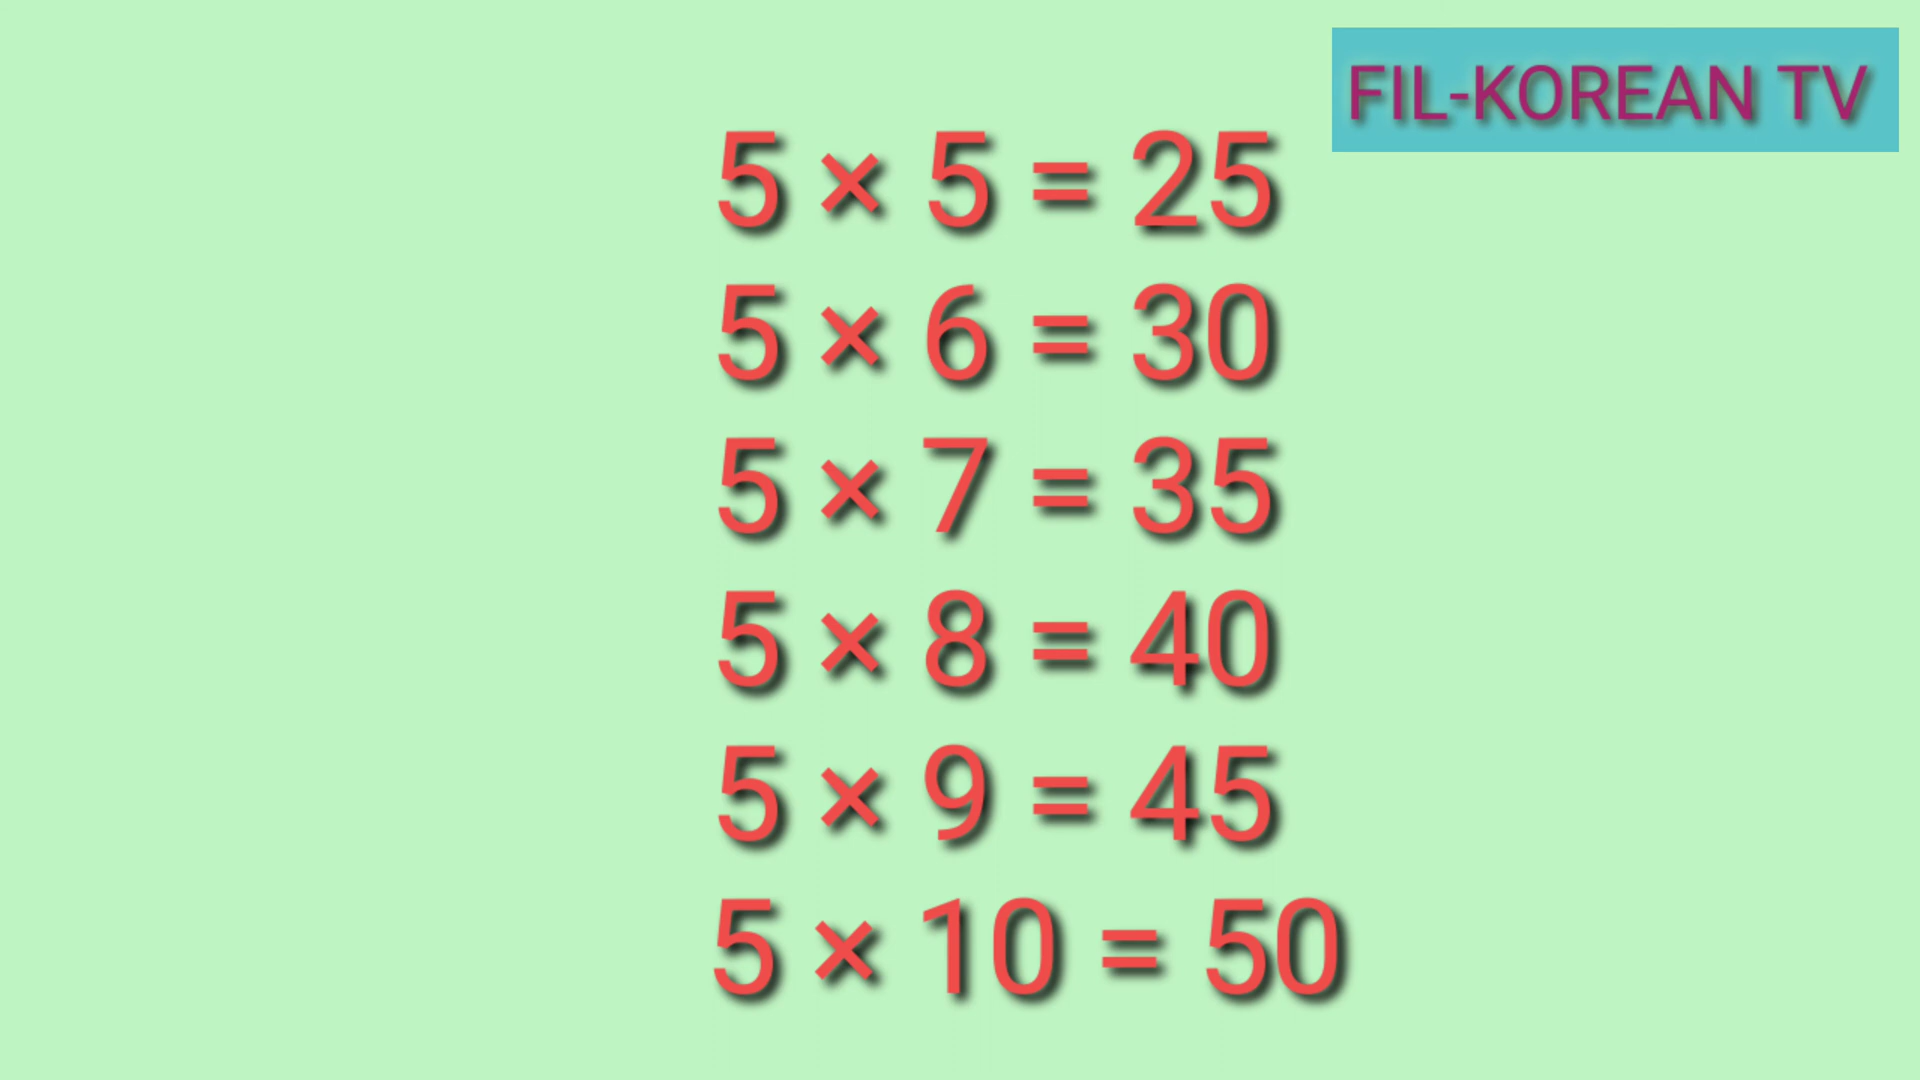 FIL-KOREAN TV
5 × 5 = 25
5 × 6 = 30
5 × 7 = 35
5 × 8 = 40
5 × 9 = 45
5 × 10 = 50